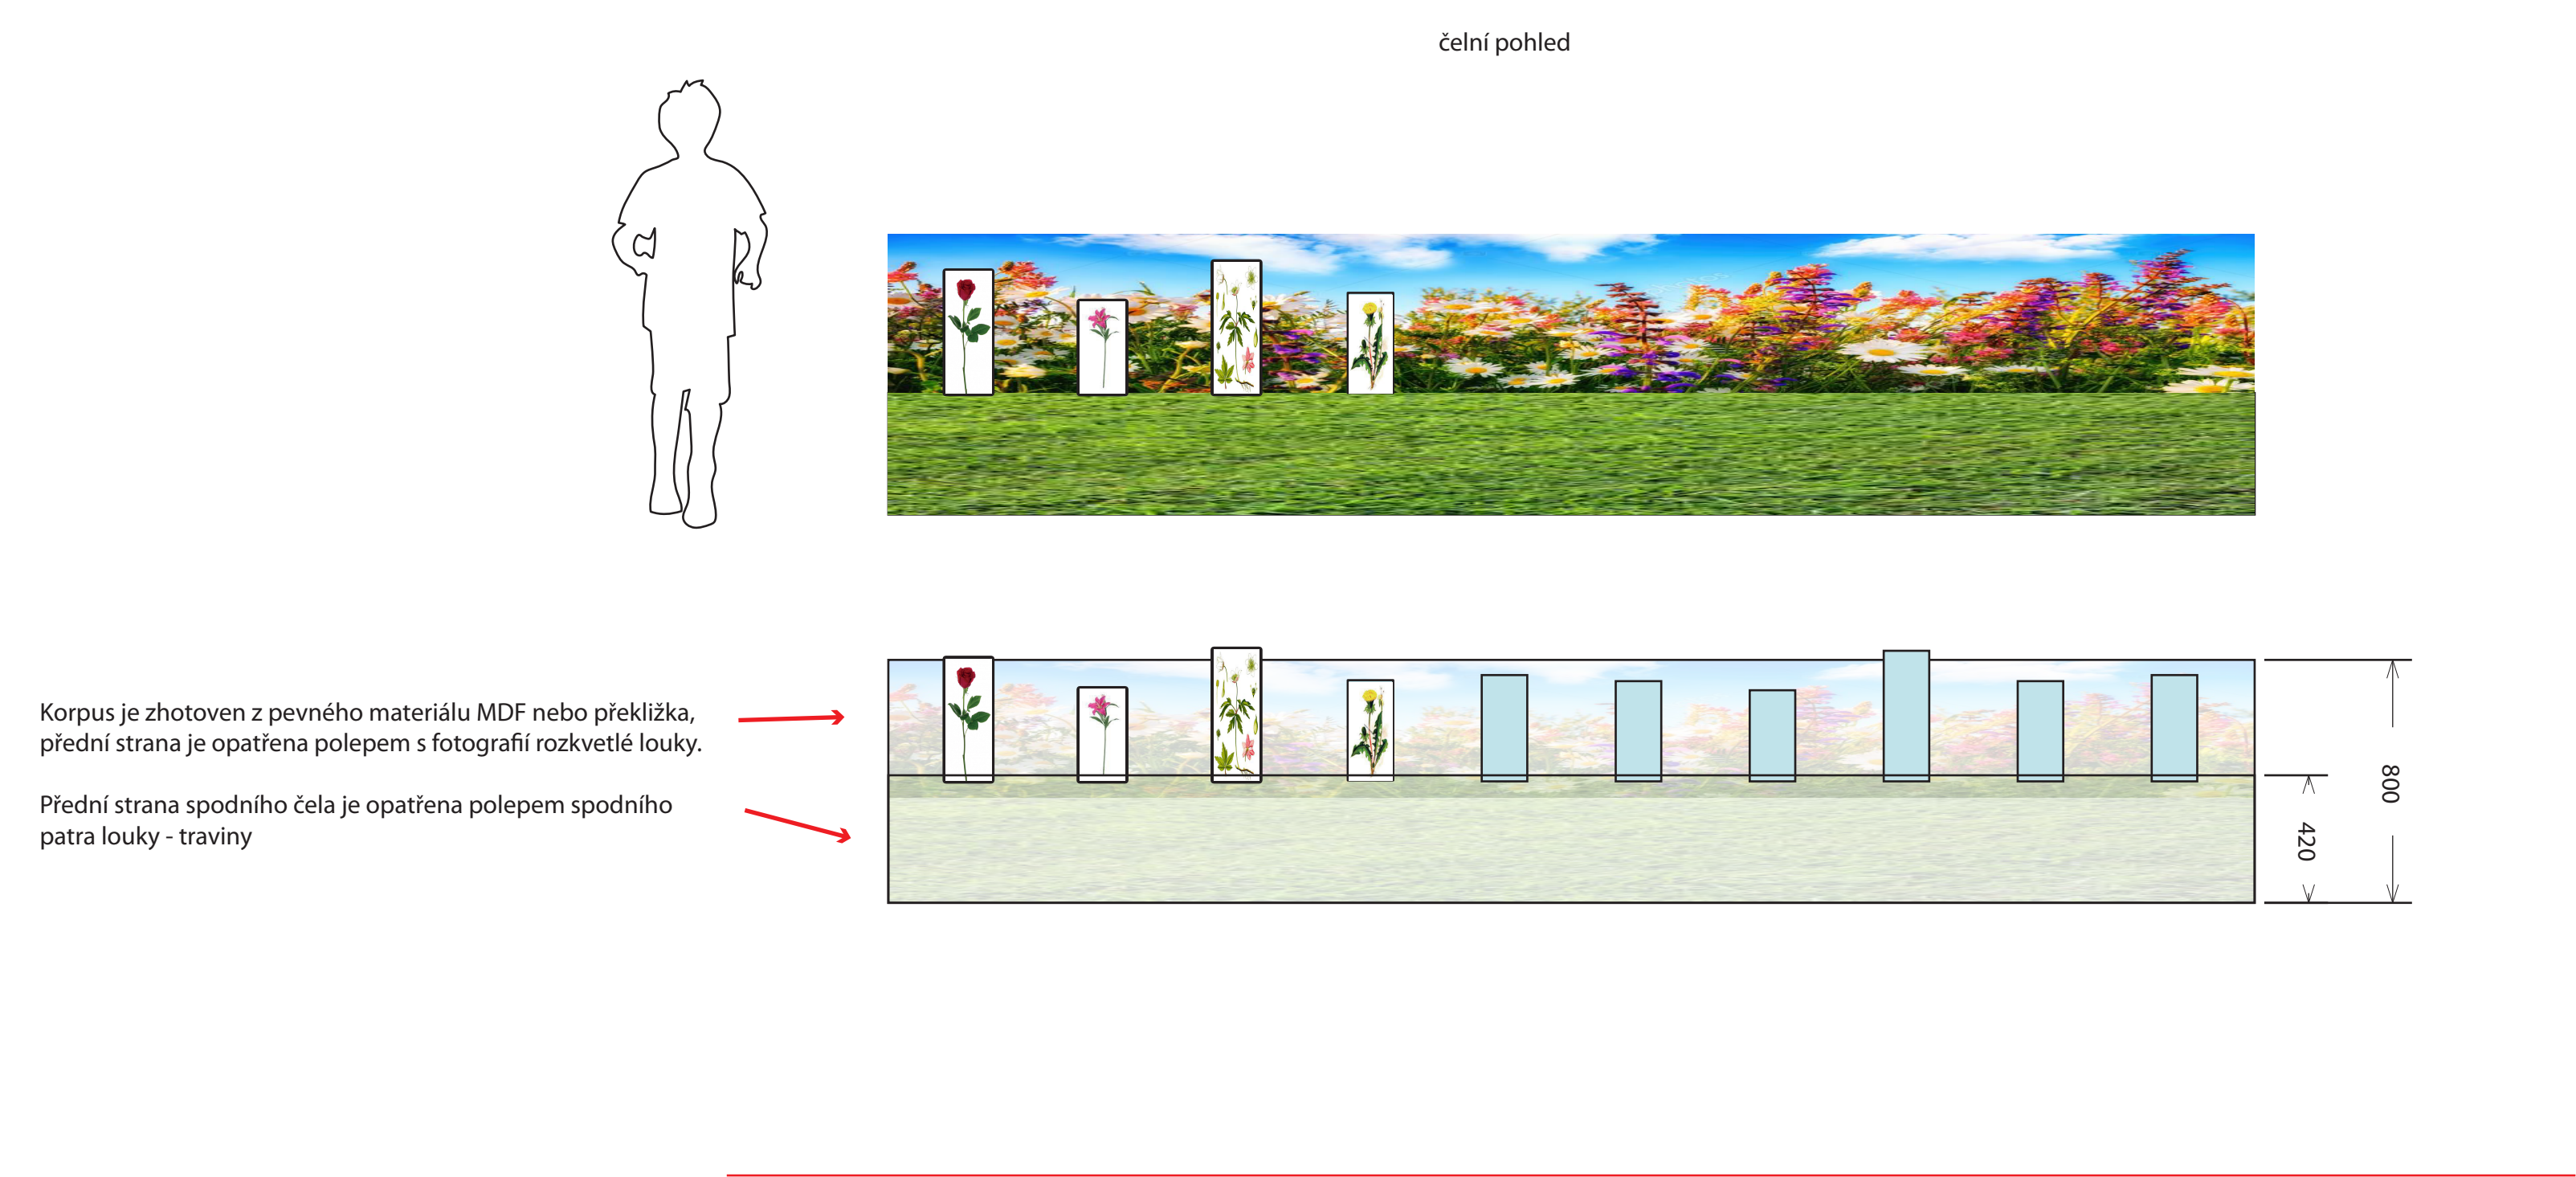 čelní pohled
Korpus je zhotoven z pevného materiálu MDF nebo překližka,
přední strana je opatřena polepem s fotografií rozkvetlé louky.
Přední strana spodního čela je opatřena polepem spodního
patra louky - traviny
800
420